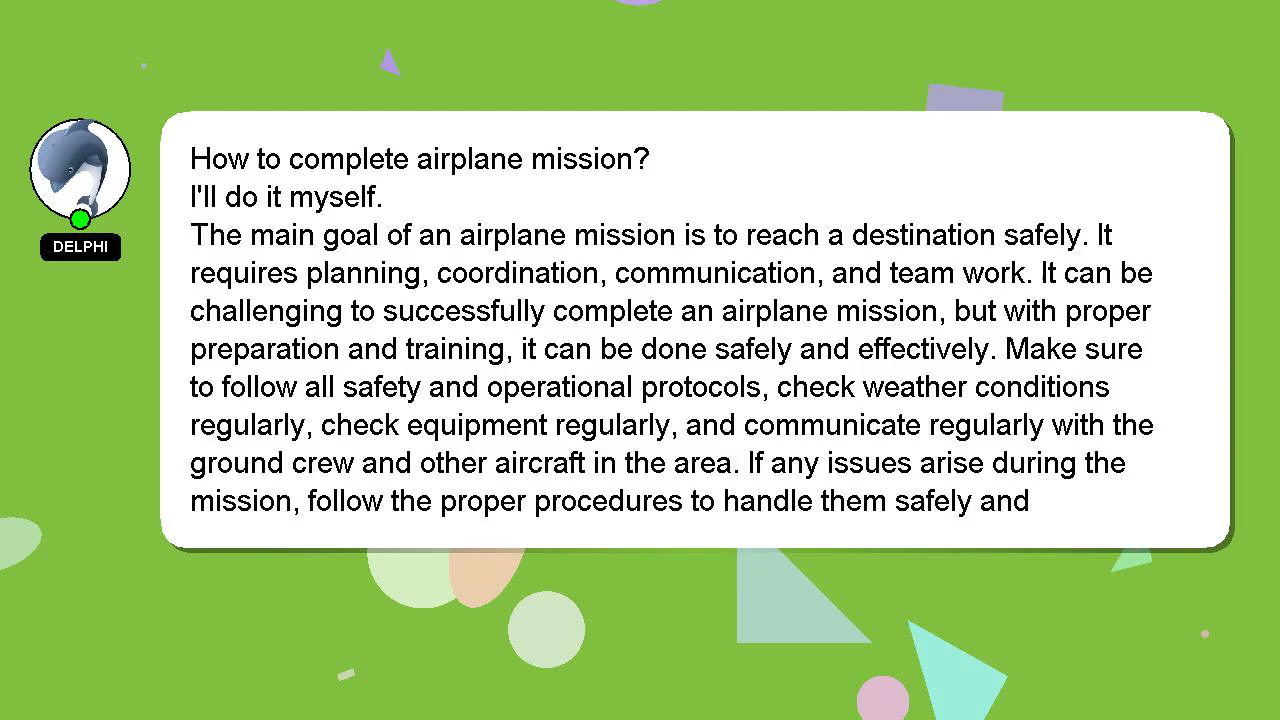 How to complete airplane mission?
I'll do it myself.
The main goal of an airplane mission is to reach a destination safely. It
requires planning, coordination, communication, and team work. It can be
challenging to successfully complete an airplane mission, but with proper
preparation and training, it can be done safely and effectively. Make sure
to follow all safety and operational protocols, check weather conditions
regularly, check equipment regularly, and communicate regularly with the
ground crew and other aircraft in the area. If any issues arise during the
mission, follow the proper procedures to handle them safely and
DELPHI